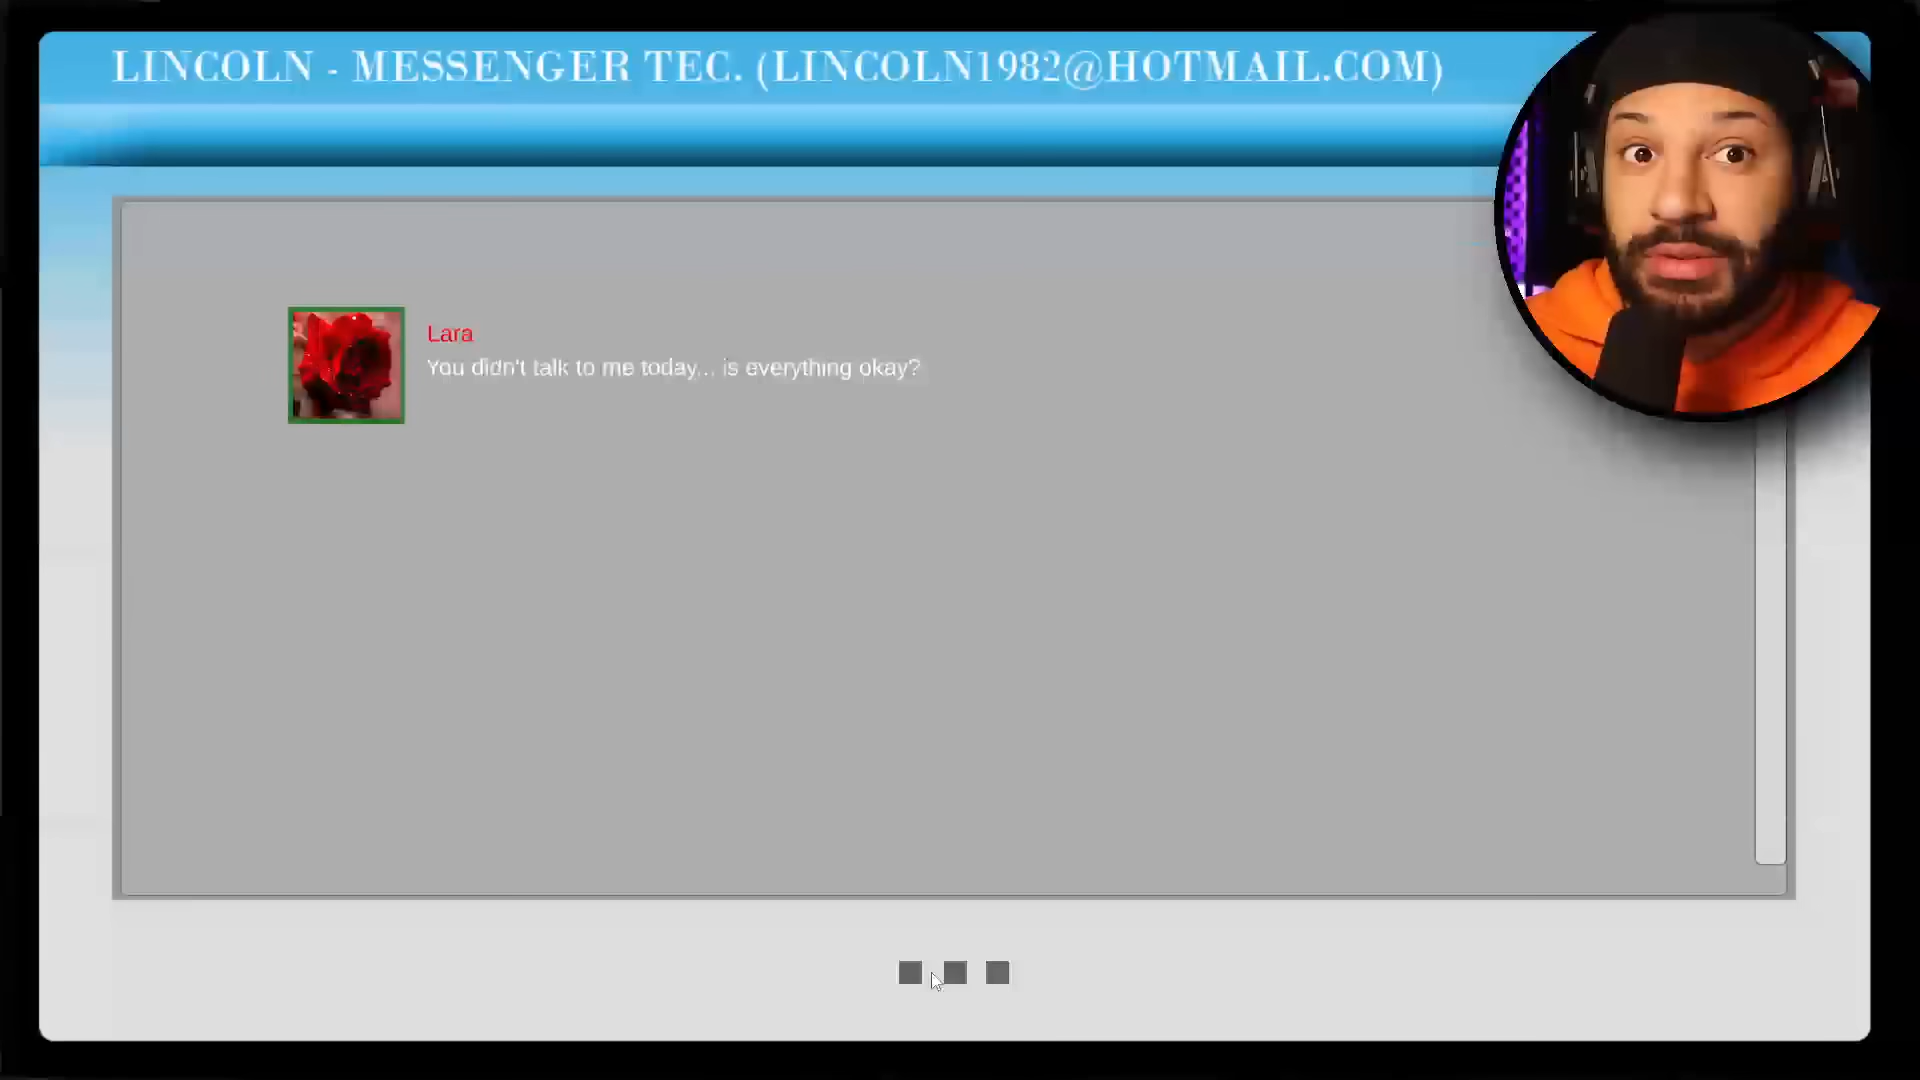 LINCOLN - MESSENGER TEC. (LINCOLN1982@HOTMAIL.COM)
Lara
You didn't talk to me today... is everything okay?